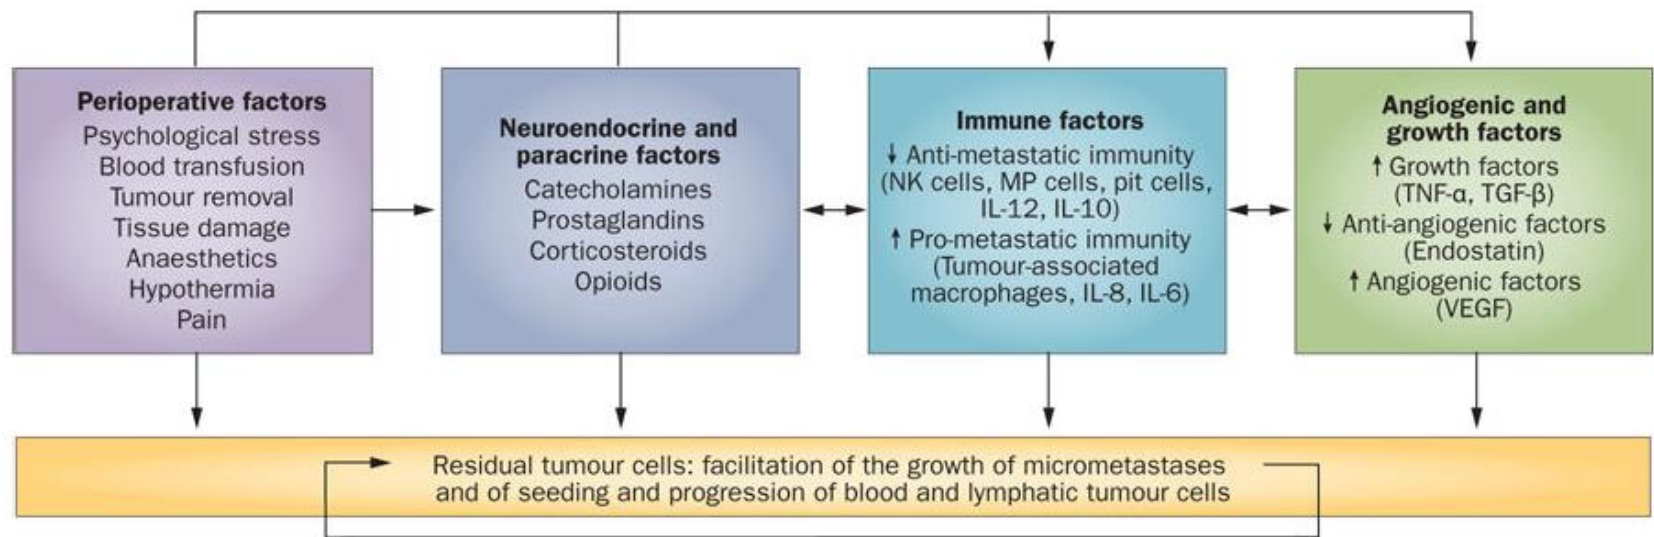 Perioperative factors
Psychological stress
Blood transfusion
Tumour removal
Tissue damage
Anaesthetics
Hypothermia
Pain
Neuroendocrine and
paracrine factors
Catecholamines
Prostaglandins
Corticosteroids
Opioids
Immune factors
↓ Anti-metastatic immunity
(NK cells, MP cells, pit cells,
IL-12, IL-10)
↑ Pro-metastatic immunity
(Tumour-associated
macrophages, IL-8, IL-6)
Angiogenic and
growth factors
↑ Growth factors
(TNF-α, TGF-β)
↓ Anti-angiogenic factors
(Endostatin)
↑ Angiogenic factors
(VEGF)
Residual tumour cells: facilitation of the growth of micrometastases
and of seeding and progression of blood and lymphatic tumour cells